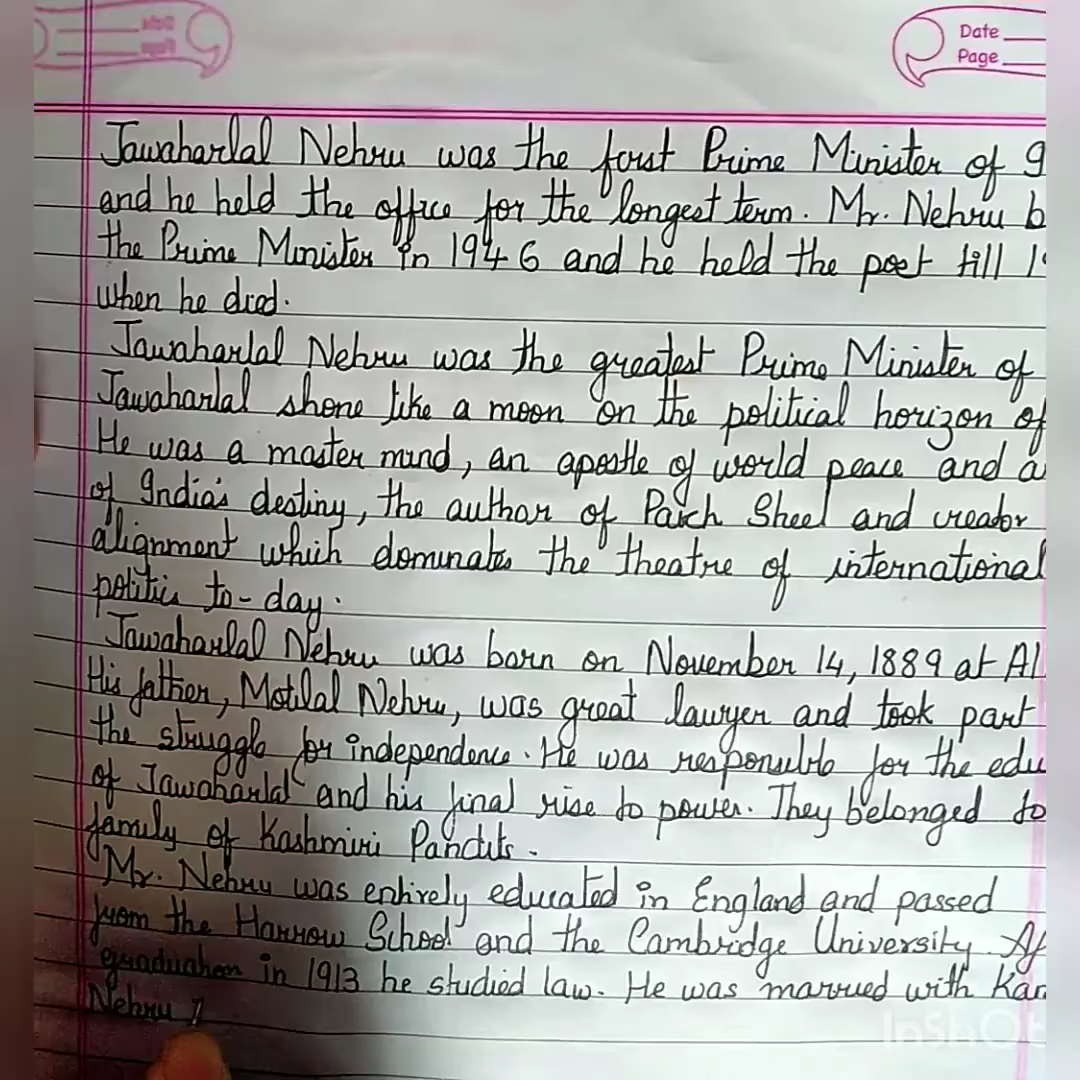 Date
Page
Jawaharlal Nehru was the first Prime Minister of
and he held the office for the longest term. Mr. Nehru b
the Prime Minister in 1946 and he held the post till 19
when he died.
Jawaharlal Nehru was the greatest Prime Minister of
Jawaharlal shone like a moon on the political horizon of
He was a master mind, an apostle of world peace and a
of India's destiny, the author of Panch Sheel and creator
alignment which dominates the theatre of international
politics to-day.
Jawaharlal Nehru was born on November 14, 1889 at Al
His father, Motilal Nehru, was great lawyer and took part
the struggle for independence. He was responsible for the edu
of Jawaharlal and his final rise to power. They belonged to
family of Kashmiri Pandits.
Mr. Nehru was entirely educated in England and passed
from the Harrow School and the Cambridge University. Af
graduation in 1913 he studied law. He was married with Kam
Nehru
InShOt